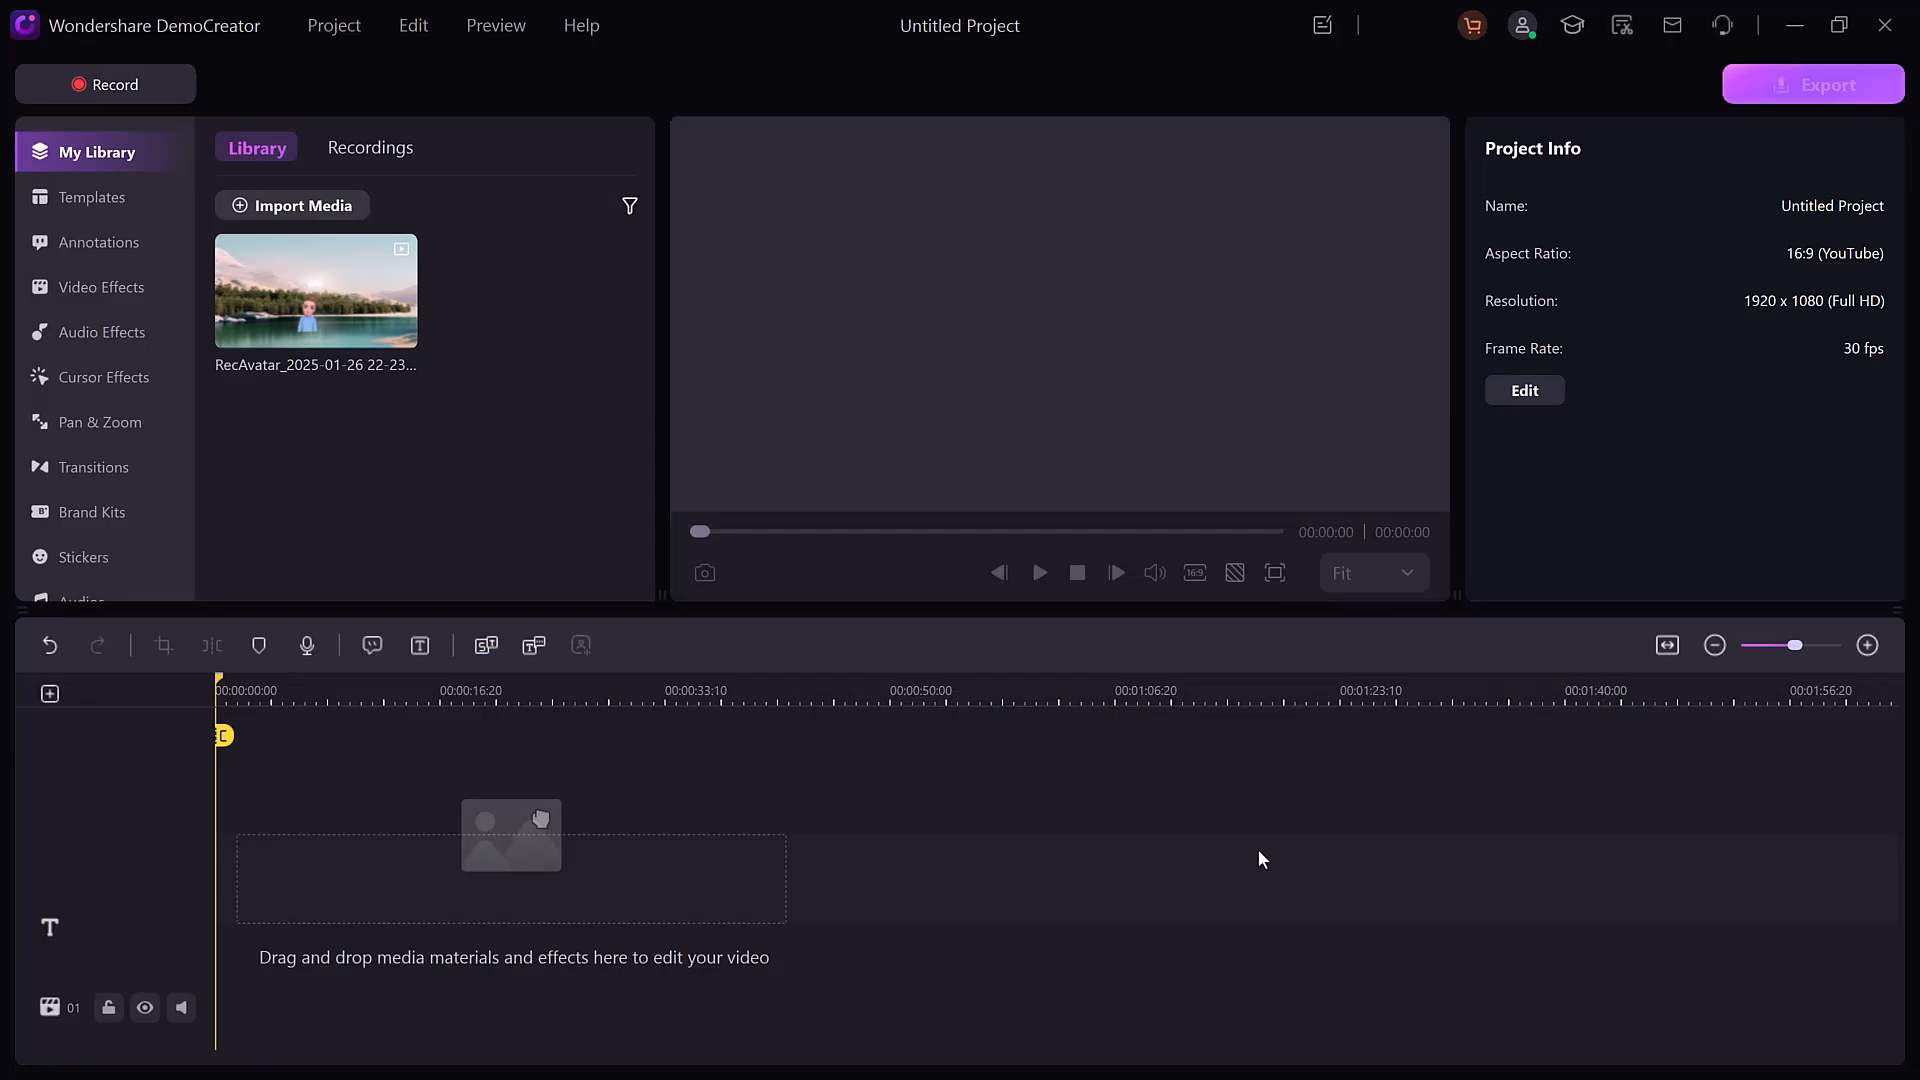 Wondershare DemoCreator
Project
Edit
Preview
Help
Untitled Project
Record
Export
My Library
Templates
Annotations
Video Effects
Audio Effects
Cursor Effects
Pan & Zoom
Transitions
Brand Kits
Stickers
Audios
Library
Recordings
Import Media
RecAvatar_2025-01-26 22-23...
00:00:00 | 00:00:00
16:9
Fit
Project Info
Name: Untitled Project
Aspect Ratio: 16:9 (YouTube)
Resolution: 1920 x 1080 (Full HD)
Frame Rate: 30 fps
Edit
00:00:00:00
00:00:16:20
00:00:33:10
00:00:50:00
00:01:06:20
00:01:23:10
00:01:40:00
00:01:56:20
Drag and drop media materials and effects here to edit your video
01